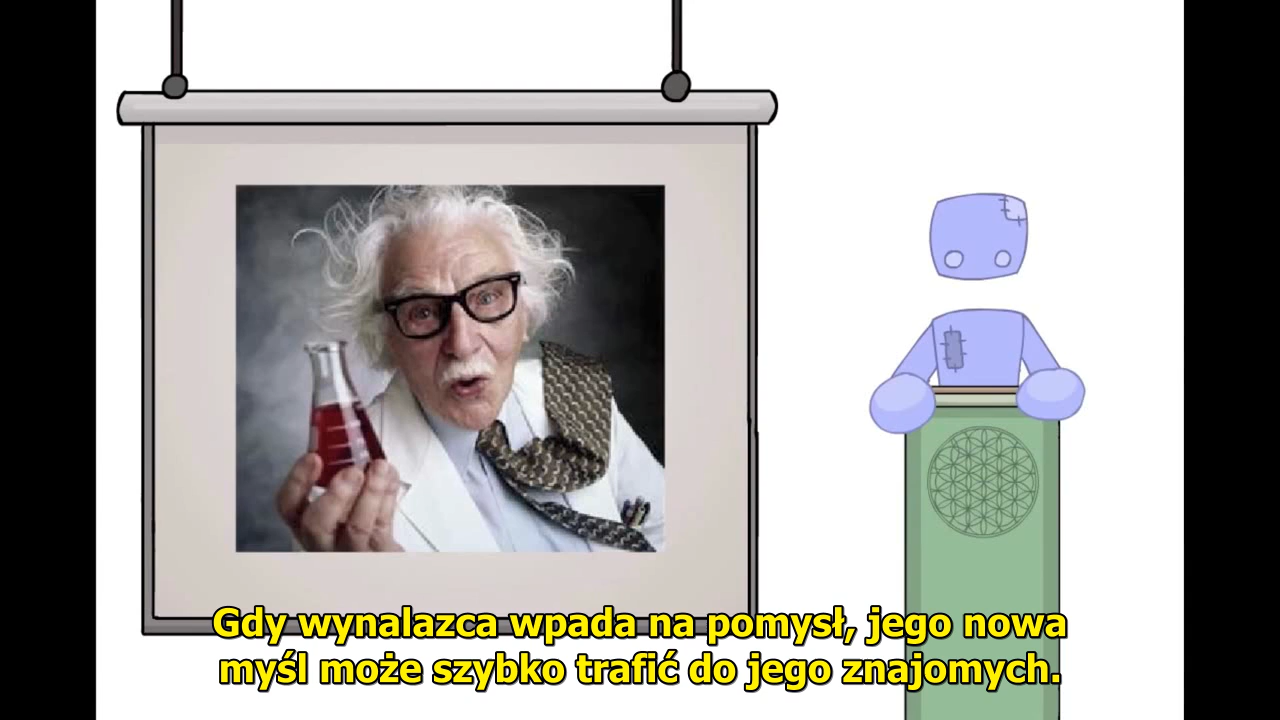 Gdy wynalazca wpada na pomysł, jego nowa
myśl może szybko trafić do jego znajomych.